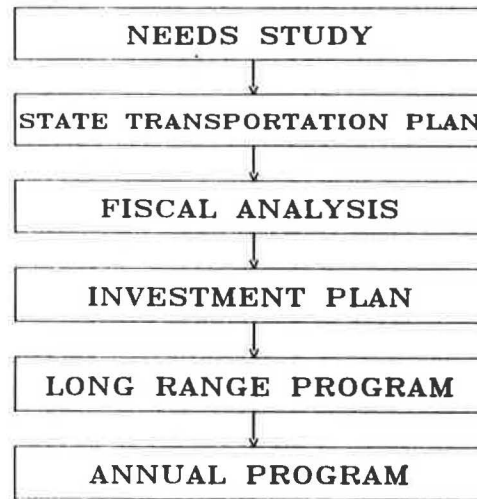 NEEDS STUDY
STATE TRANSPORTATION PLAN
FISCAL ANALYSIS
INVESTMENT PLAN
LONG RANGE PROGRAM
ANNUAL PROGRAM